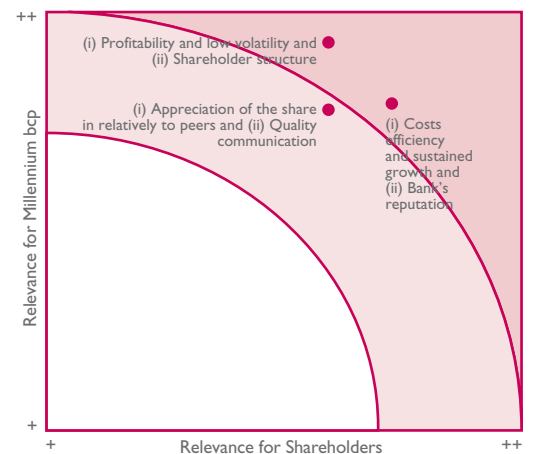 ++
(i) Profitability and low volatility and
(ii) Shareholder structure
(i) Appreciation of the share
in relatively to peers and (ii) Quality
communication
(i) Costs
efficiency
and sustained
growth and
(ii) Bank's
reputation
Relevance for Millennium bcp
+
+
Relevance for Shareholders
++